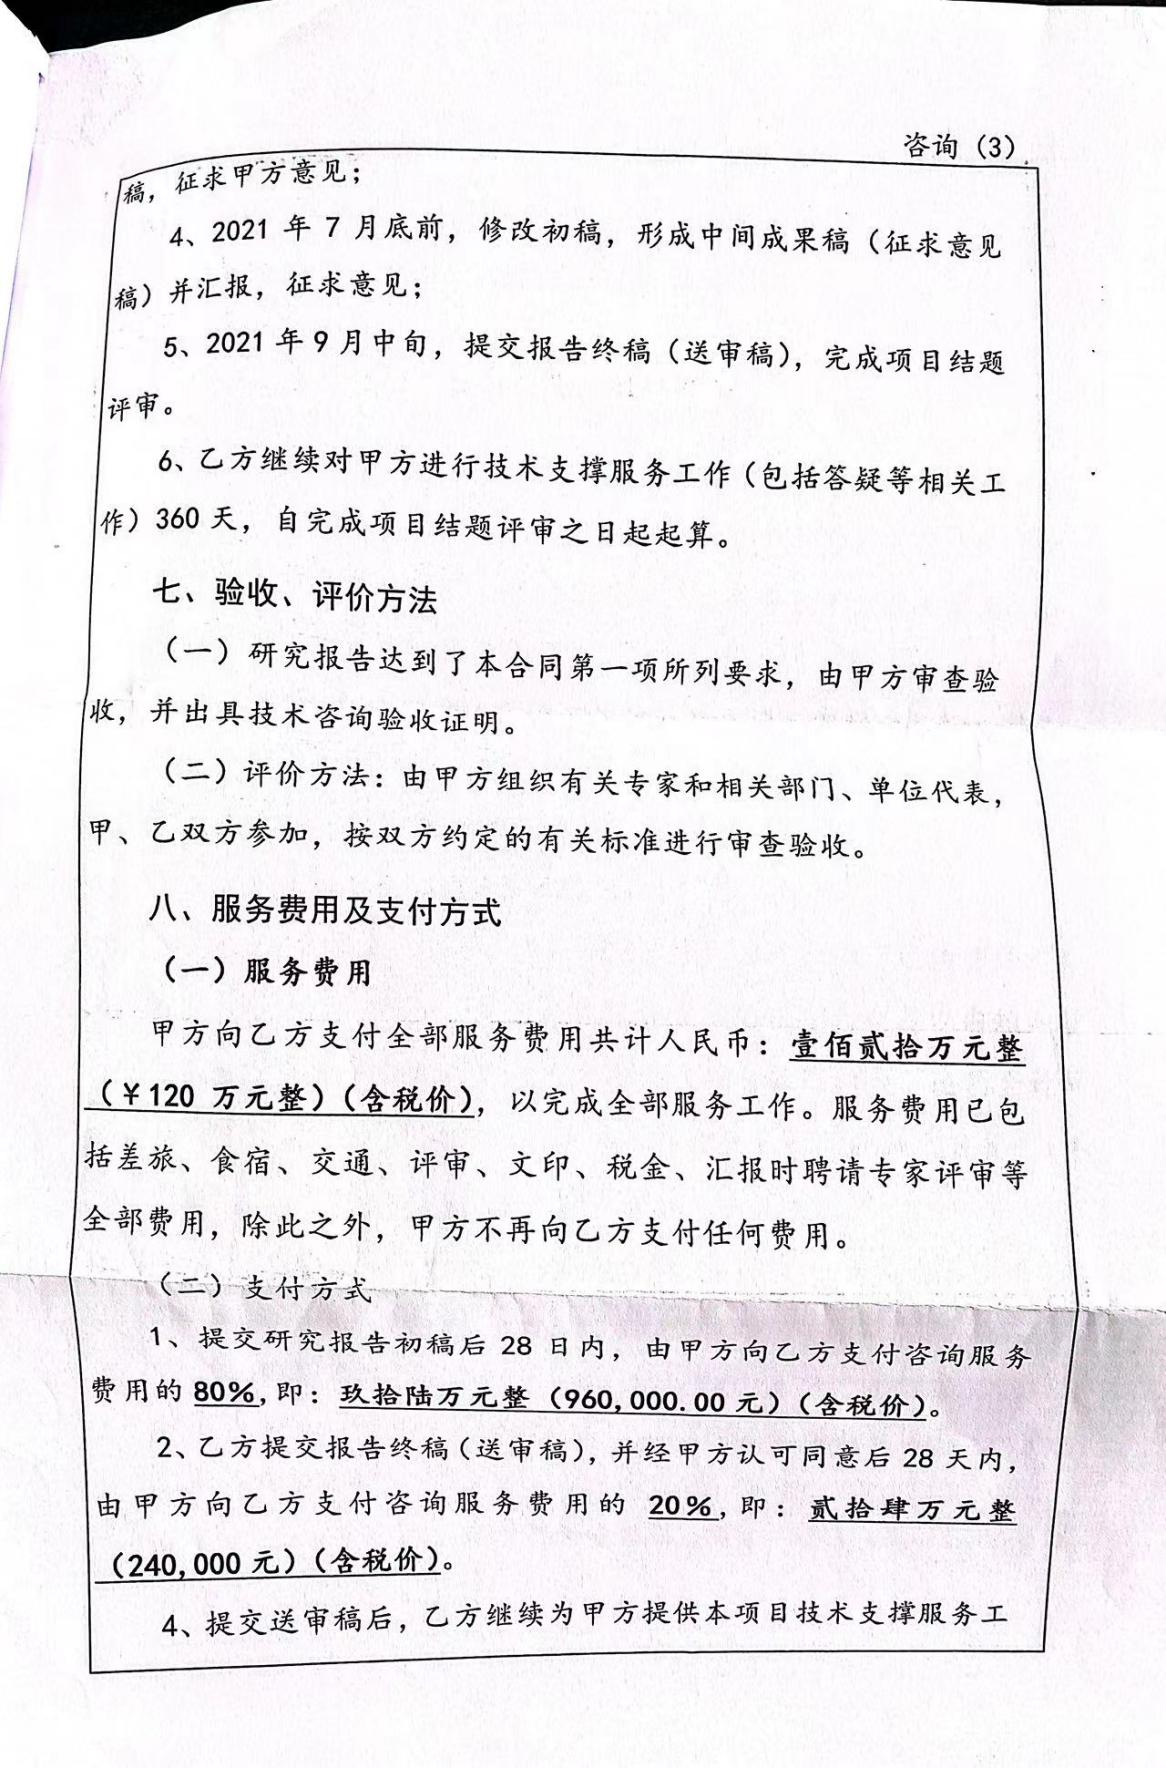 咨询（3）
稿，征求甲方意见；
4、2021 年 7 月底前，修改初稿，形成中间成果稿（征求意见
稿）并汇报，征求意见；
5、2021 年 9 月中旬，提交报告终稿（送审稿），完成项目结题
评审。
6、乙方继续对甲方进行技术支撑服务工作（包括答疑等相关工
作）360 天，自完成项目结题评审之日起起算。
七、验收、评价方法
（一）研究报告达到了本合同第一项所列要求，由甲方审查验
收，并出具技术咨询验收证明。
（二）评价方法：由甲方组织有关专家和相关部门、单位代表，
甲、乙双方参加，按双方约定的有关标准进行审查验收。
八、服务费用及支付方式
（一）服务费用
甲方向乙方支付全部服务费用共计人民币：壹佰贰拾万元整
（¥120 万元整）（含税价），以完成全部服务工作。服务费用已包
括差旅、食宿、交通、评审、文印、税金、汇报时聘请专家评审等
全部费用，除此之外，甲方不再向乙方支付任何费用。
（二）支付方式
1、提交研究报告初稿后 28 日内，由甲方向乙方支付咨询服务
费用的 80%，即：玖拾陆万元整（960,000.00 元）（含税价）。
2、乙方提交报告终稿（送审稿），并经甲方认可同意后 28 天内，
由甲方向乙方支付咨询服务费用的 20%，即：贰拾肆万元整
（240,000 元）（含税价）。
4、提交送审稿后，乙方继续为甲方提供本项目技术支撑服务工